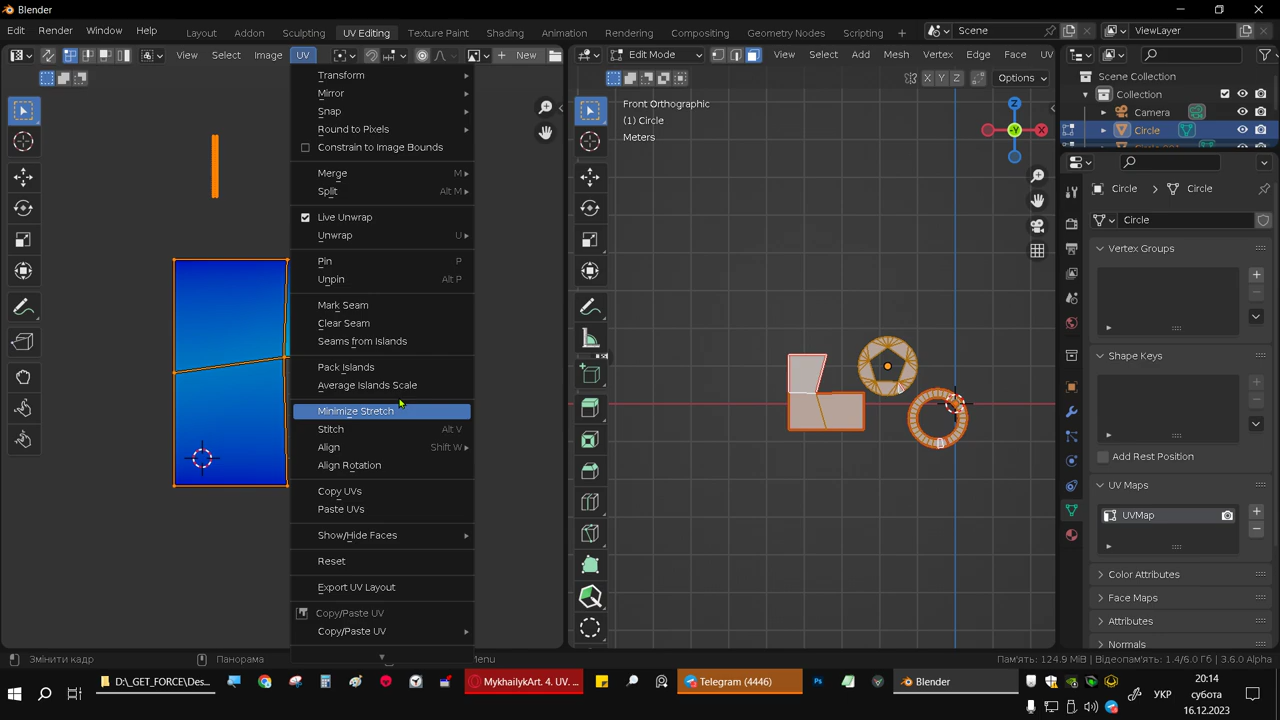 Blender
Edit Render Window Help Layout Modeling Sculpting UV Editing Texture Paint Shading Animation Rendering Compositing Geometry Nodes Scripting Scene ViewLayer
View Select Image UV New Edit Mode View Select Add Mesh Vertex Edge Face UV
X Y Z Options
Scene Collection
Collection
Camera
Circle
Transform
Mirror
Snap
Round to Pixels
Constrain to Image Bounds
Merge M
Split Alt M
Live Unwrap
Unwrap U
Pin P
Unpin Alt P
Mark Seam
Clear Seam
Seams from Islands
Pack Islands
Average Islands Scale
Minimize Stretch
Stitch Alt V
Align Shift W
Align Rotation
Copy UVs
Paste UVs
Show/Hide Faces
Reset
Export UV Layout
Copy/Paste UV
Copy/Paste UV
Front Orthographic
(1) Circle
Meters
Z
X
-Y
Circle Circle
Circle
Vertex Groups
Shape Keys
Add Rest Position
UV Maps
UVMap
Color Attributes
Face Maps
Attributes
Normals
Змінити кадр Панорама Menu Пам'ять: 124.9 MiB | Відеопам'ят: 1.4/6.0 Гі | 3.6.0 Alpha
D:\_GET_FORCE\Des... MykhailykArt. 4. UV. ... Telegram (4446) Blender
УКР
20:14
субота
16.12.2023